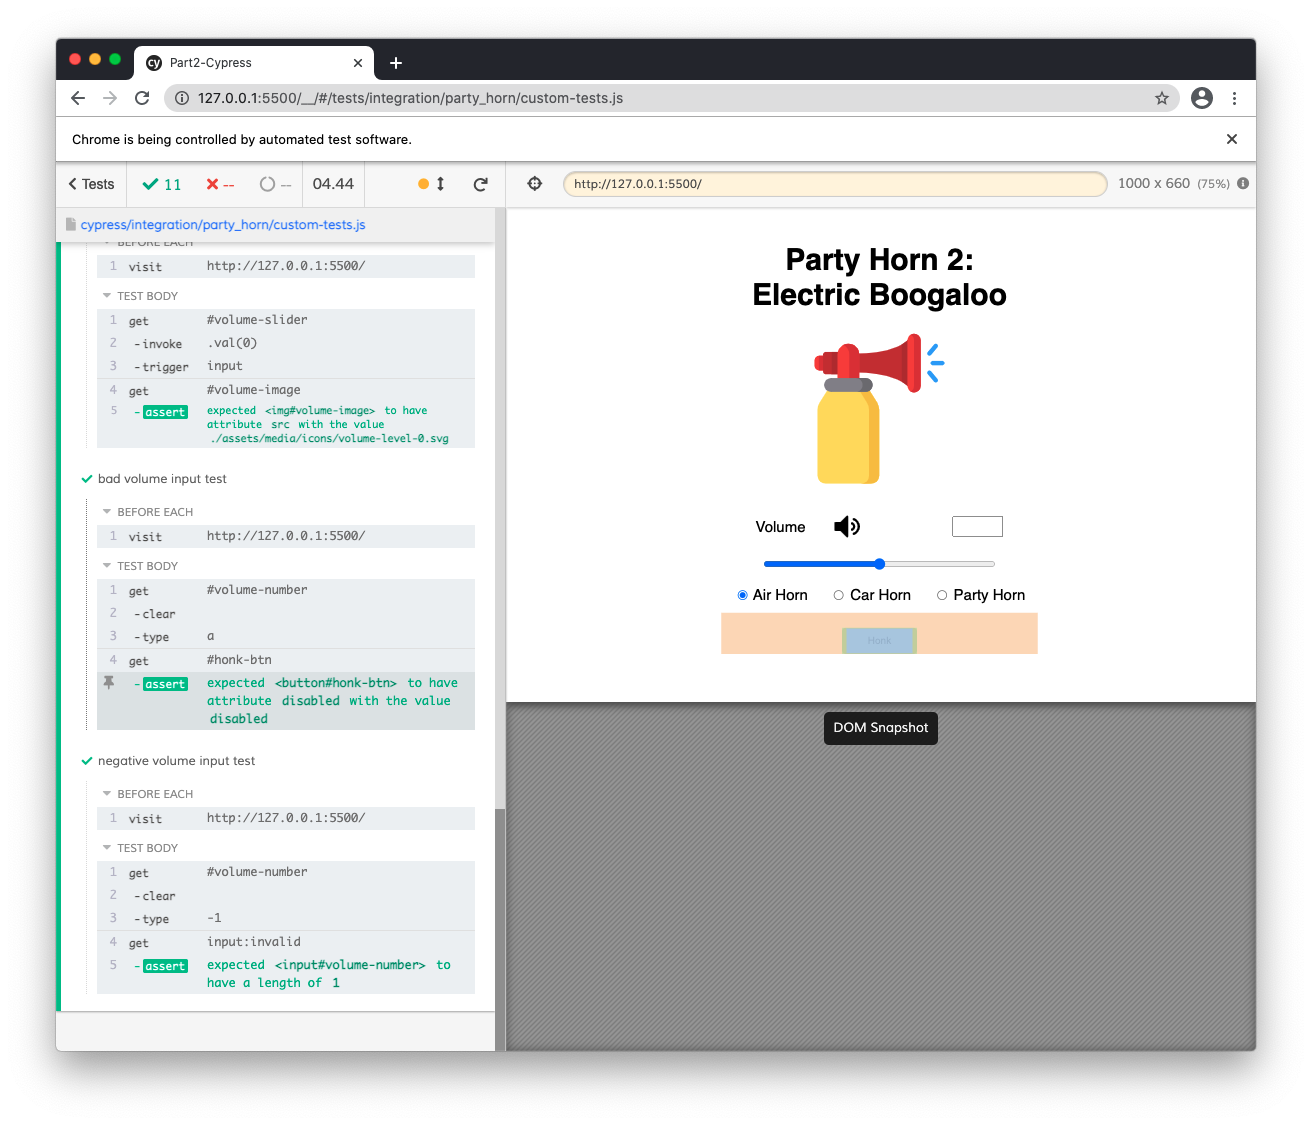 Part2-Cypress
127.0.0.1:5500/__/#/tests/integration/party_horn/custom-tests.js
Chrome is being controlled by automated test software.
Tests 11 -- -- 04.44
http://127.0.0.1:5500/ 1000 x 660 (75%)
cypress/integration/party_horn/custom-tests.js
BEFORE EACH
1 visit http://127.0.0.1:5500/
TEST BODY
1 get #volume-slider
2 -invoke .val(0)
3 -trigger input
4 get #volume-image
5 -assert expected <img#volume-image> to have
attribute src with the value
./assets/media/icons/volume-level-0.svg
bad volume input test
BEFORE EACH
1 visit http://127.0.0.1:5500/
TEST BODY
1 get #volume-number
2 -clear
3 -type a
4 get #honk-btn
-assert expected <button#honk-btn> to have
attribute disabled with the value
disabled
negative volume input test
BEFORE EACH
1 visit http://127.0.0.1:5500/
TEST BODY
1 get #volume-number
2 -clear
3 -type -1
4 get input:invalid
5 -assert expected <input#volume-number> to
have a length of 1
Party Horn 2:
Electric Boogaloo
Volume
Air Horn Car Horn Party Horn
Honk
DOM Snapshot